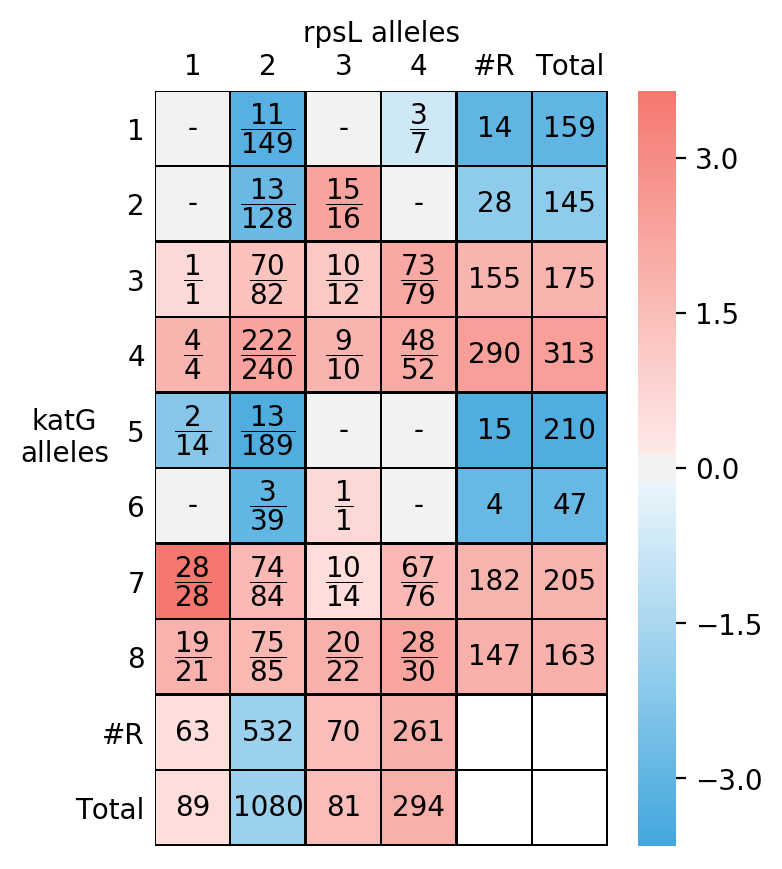 rpsL alleles
1 2 3 4 #R Total
1 - 11/149 - 3/7 14 159
2 - 13/128 15/16 - 28 145
3 1/1 70/82 10/12 73/79 155 175
4 4/4 222/240 9/10 48/52 290 313
katG
alleles
5 2/14 13/189 - - 15 210
6 - 3/39 1/1 - 4 47
7 28/28 74/84 10/14 67/76 182 205
8 19/21 75/85 20/22 28/30 147 163
#R 63 532 70 261
Total 89 1080 81 294
3.0
1.5
0.0
−1.5
−3.0